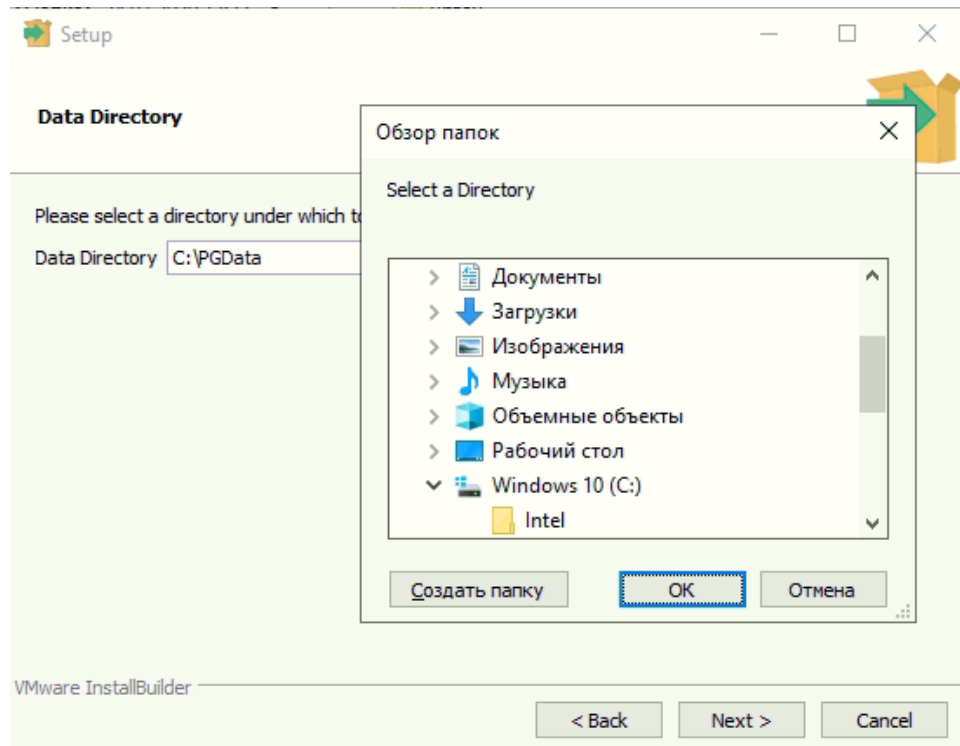 Setup
Data Directory
Обзор папок
Select a Directory
Please select a directory under which
Data Directory C:\PGData
Документы
Загрузки
Изображения
Музыка
Объемные объекты
Рабочий стол
Windows 10 (C:)
Intel
Создать папку OK Отмена
VMware InstallBuilder
< Back Next > Cancel